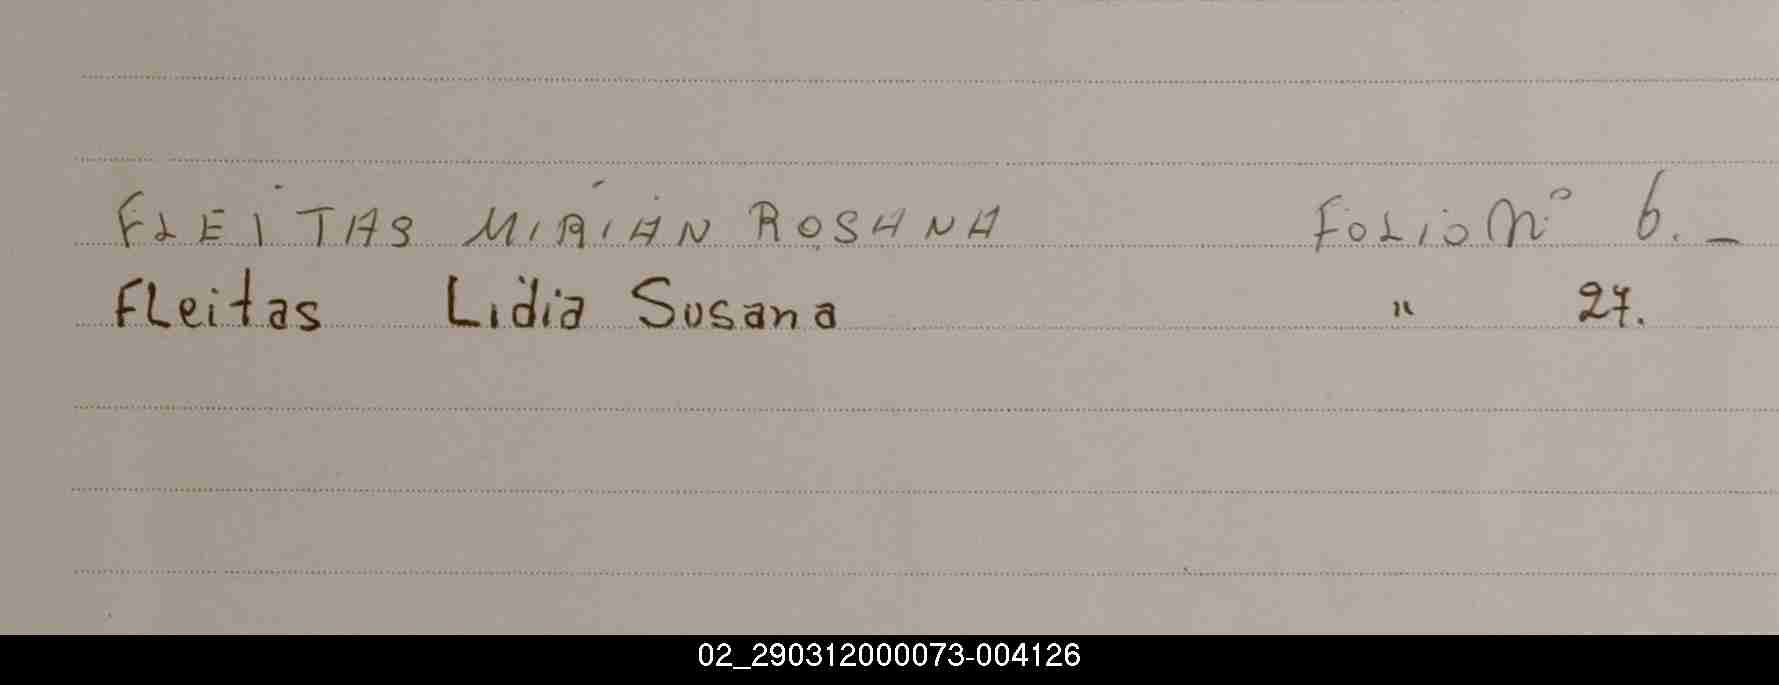 FLEITAS MIRIAN ROSANA FOLIO Nº 6._
FLeitas Lidia Susana " 27.
02_290312000073-004126